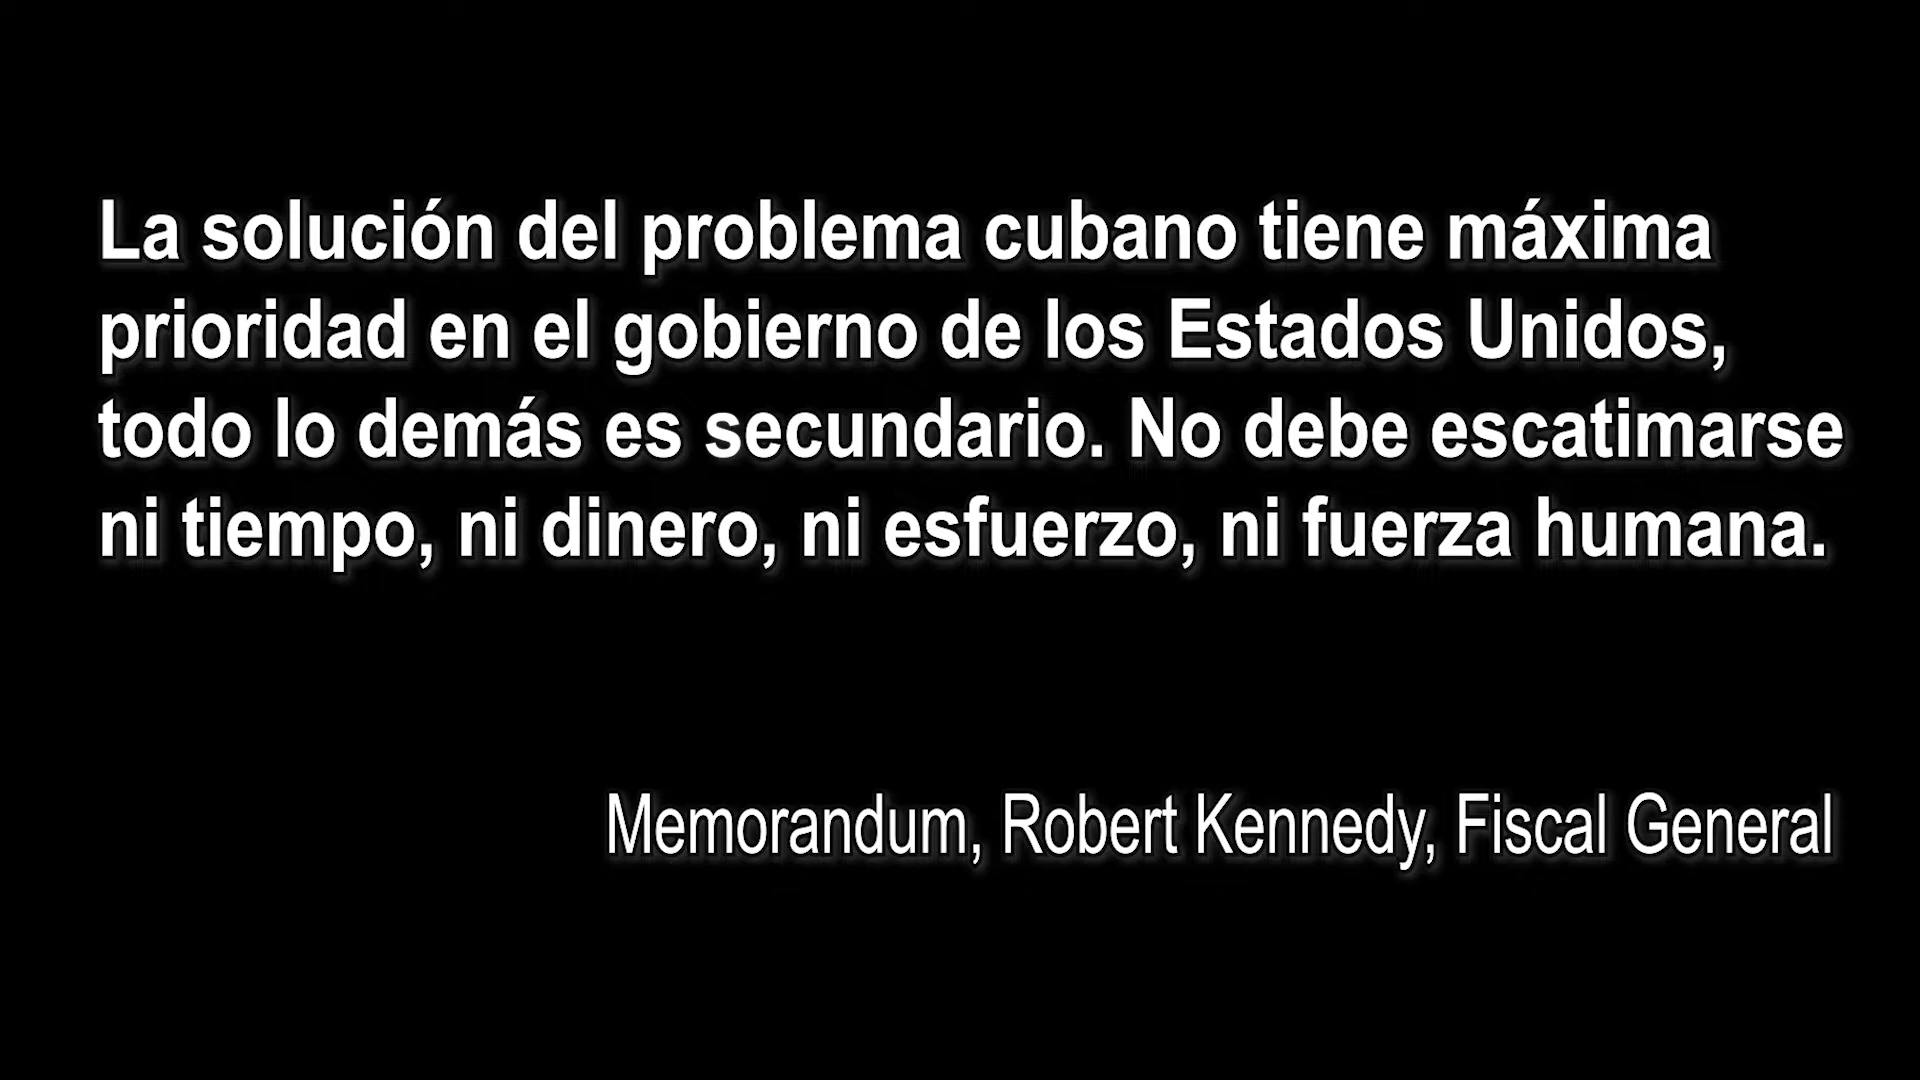 La solución del problema cubano tiene máxima
prioridad en el gobierno de los Estados Unidos,
todo lo demás es secundario. No debe escatimarse
ni tiempo, ni dinero, ni esfuerzo, ni fuerza humana.
Memorandum, Robert Kennedy, Fiscal General